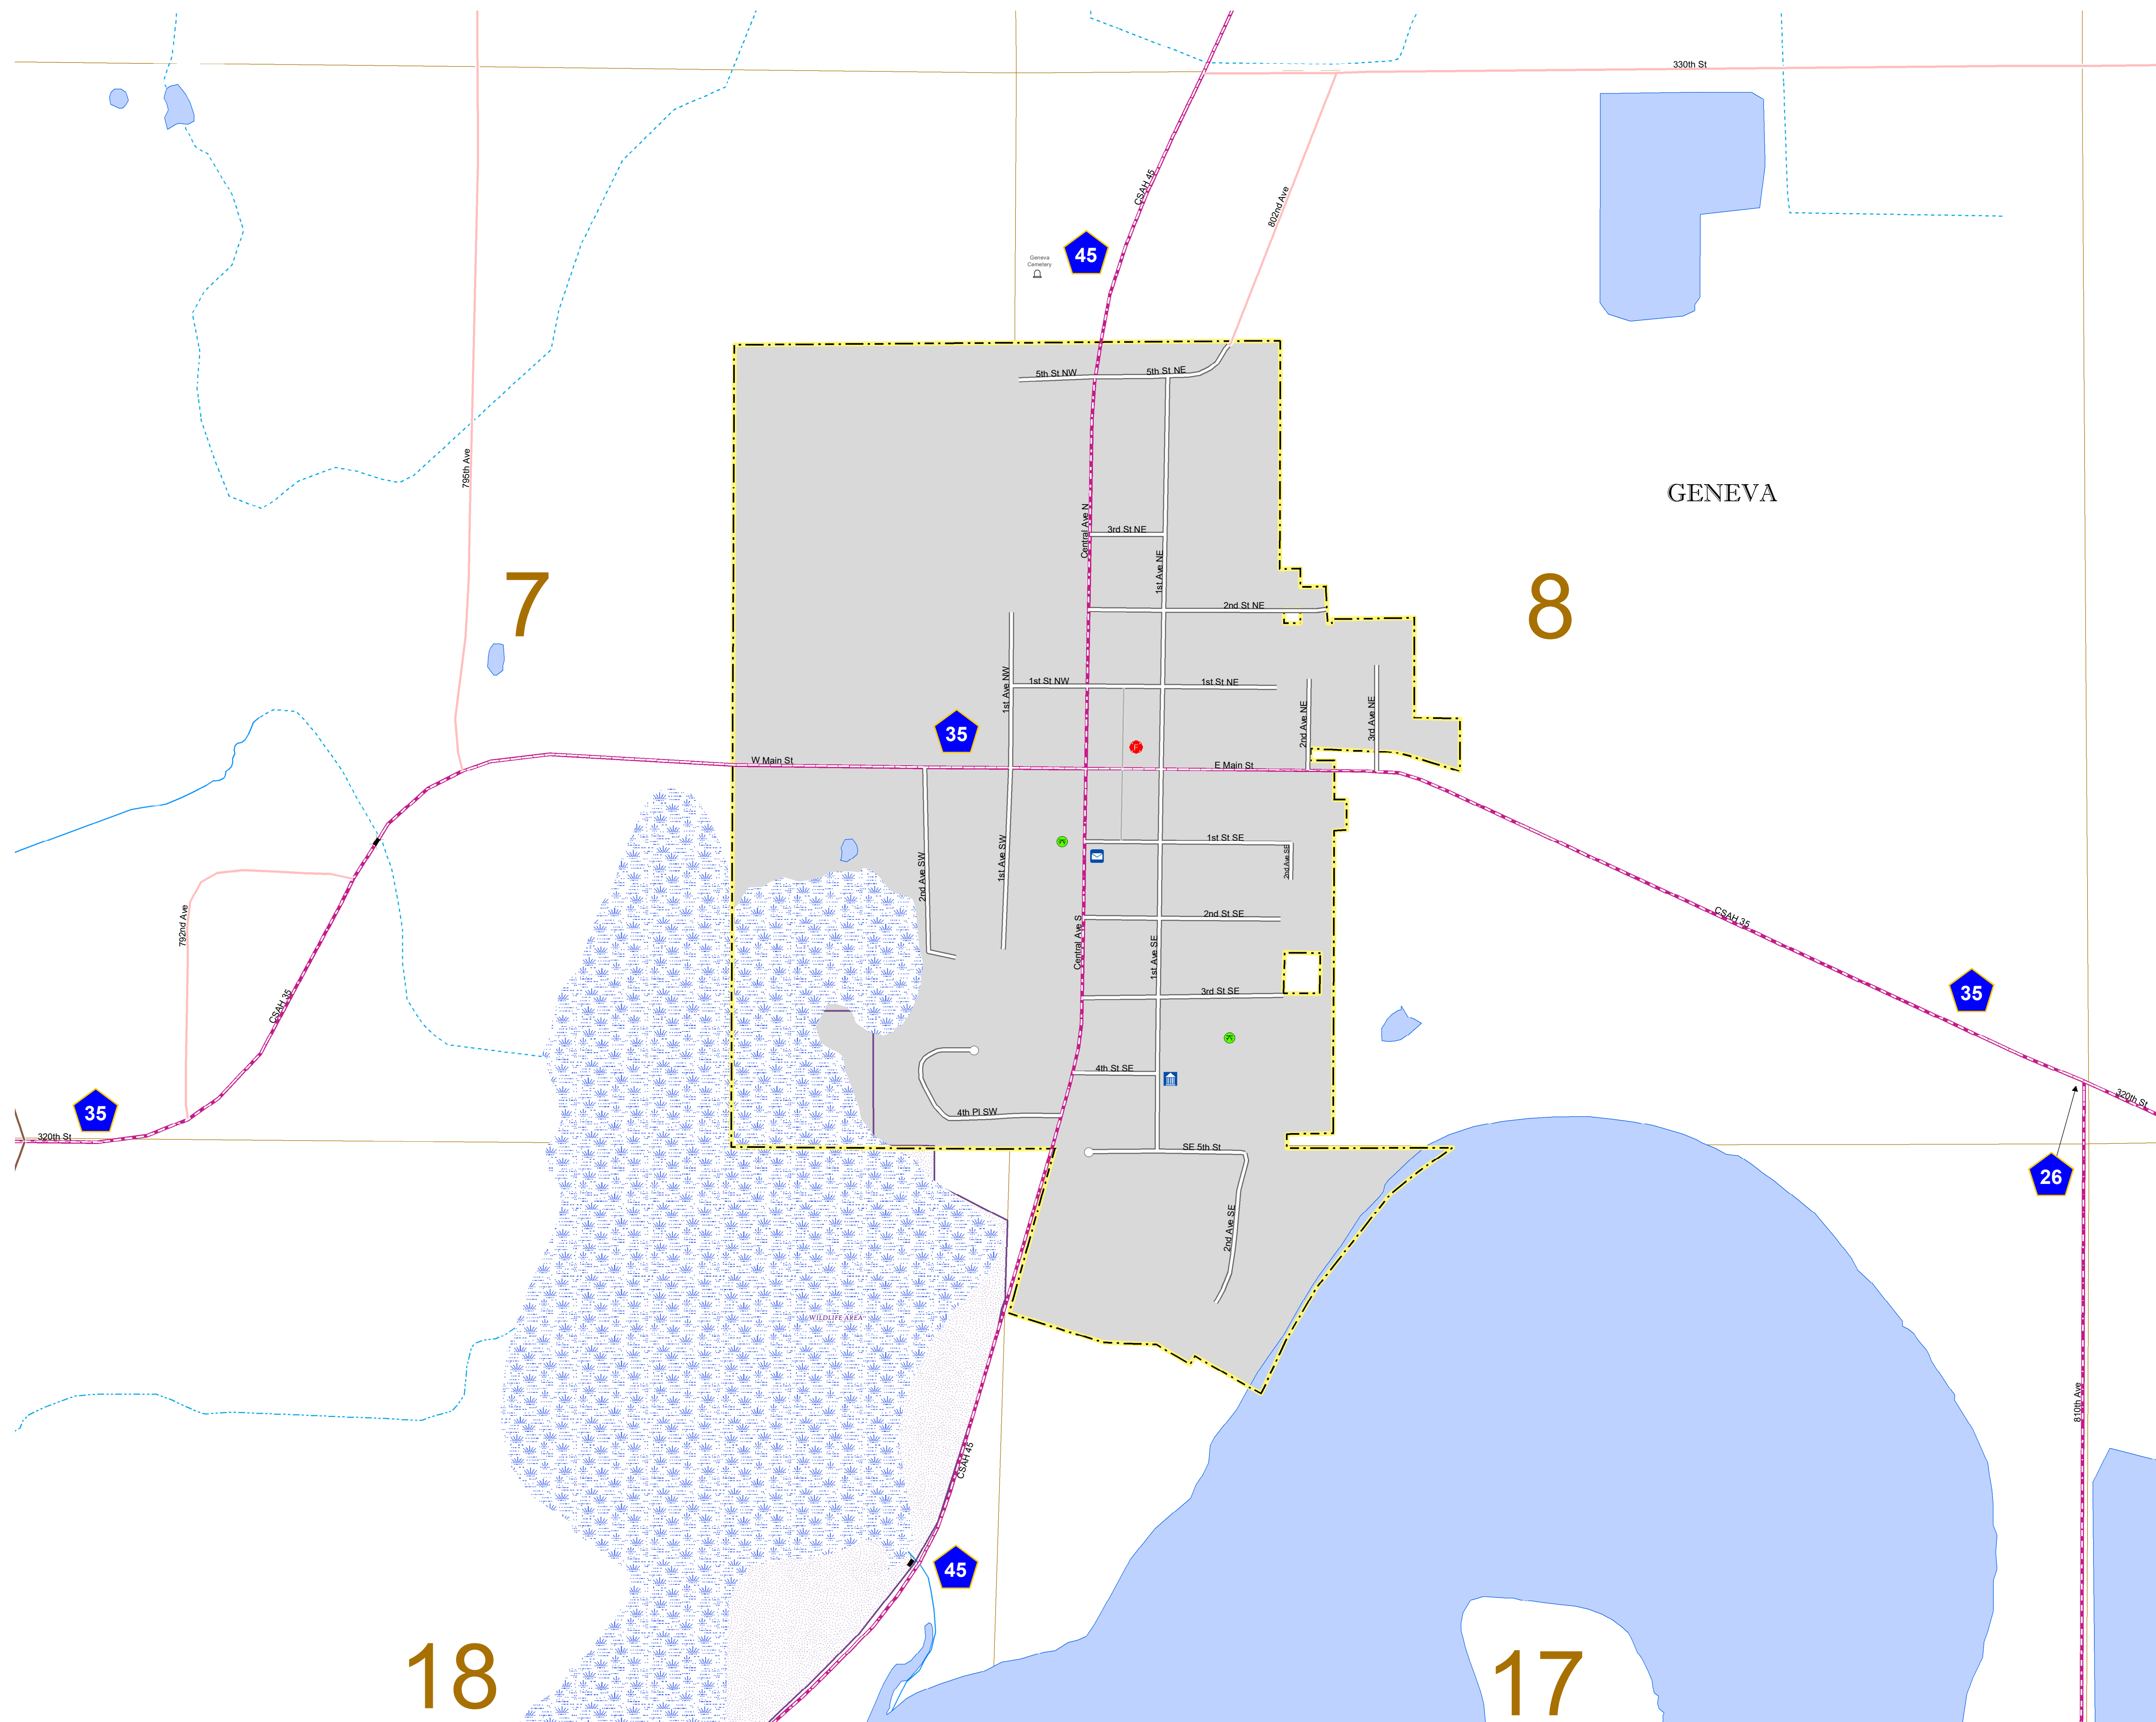 330th St
CSAH 45
802nd Ave
45
Geneva
Cemetery
5th St NW
5th St NE
795th Ave
GENEVA
Central Ave N
3rd St NE
1st Ave NE
7
8
2nd St NE
1st Ave NW
1st St NW
1st St NE
2nd Ave NE
3rd Ave NE
35
F
W Main St
E Main St
1st St SE
2nd Ave SE
1st Ave SW
2nd Ave SW
792nd Ave
2nd St SE
CSAH 35
Central Ave S
1st Ave SE
3rd St SE
CSAH 35
35
4th St SE
35
4th Pl SW
320th St
320th St
SE 5th St
26
2nd Ave SE
WILDLIFE AREA
810th Ave
CSAH 45
45
18
17